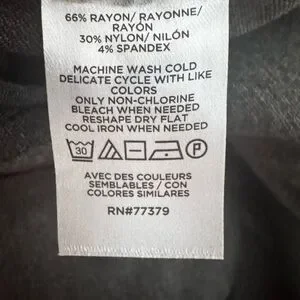 66% RAYON/ RAYONNE/
RAYÓN
30% NYLON/ NILÓN
4% SPANDEX
MACHINE WASH COLD
DELICATE CYCLE WITH LIKE
COLORS
ONLY NON-CHLORINE
BLEACH WHEN NEEDED
RESHAPE DRY FLAT
COOL IRON WHEN NEEDED
30 P
AVEC DES COULEURS
SEMBLABLES / CON
COLORES SIMILARES
RN#77379